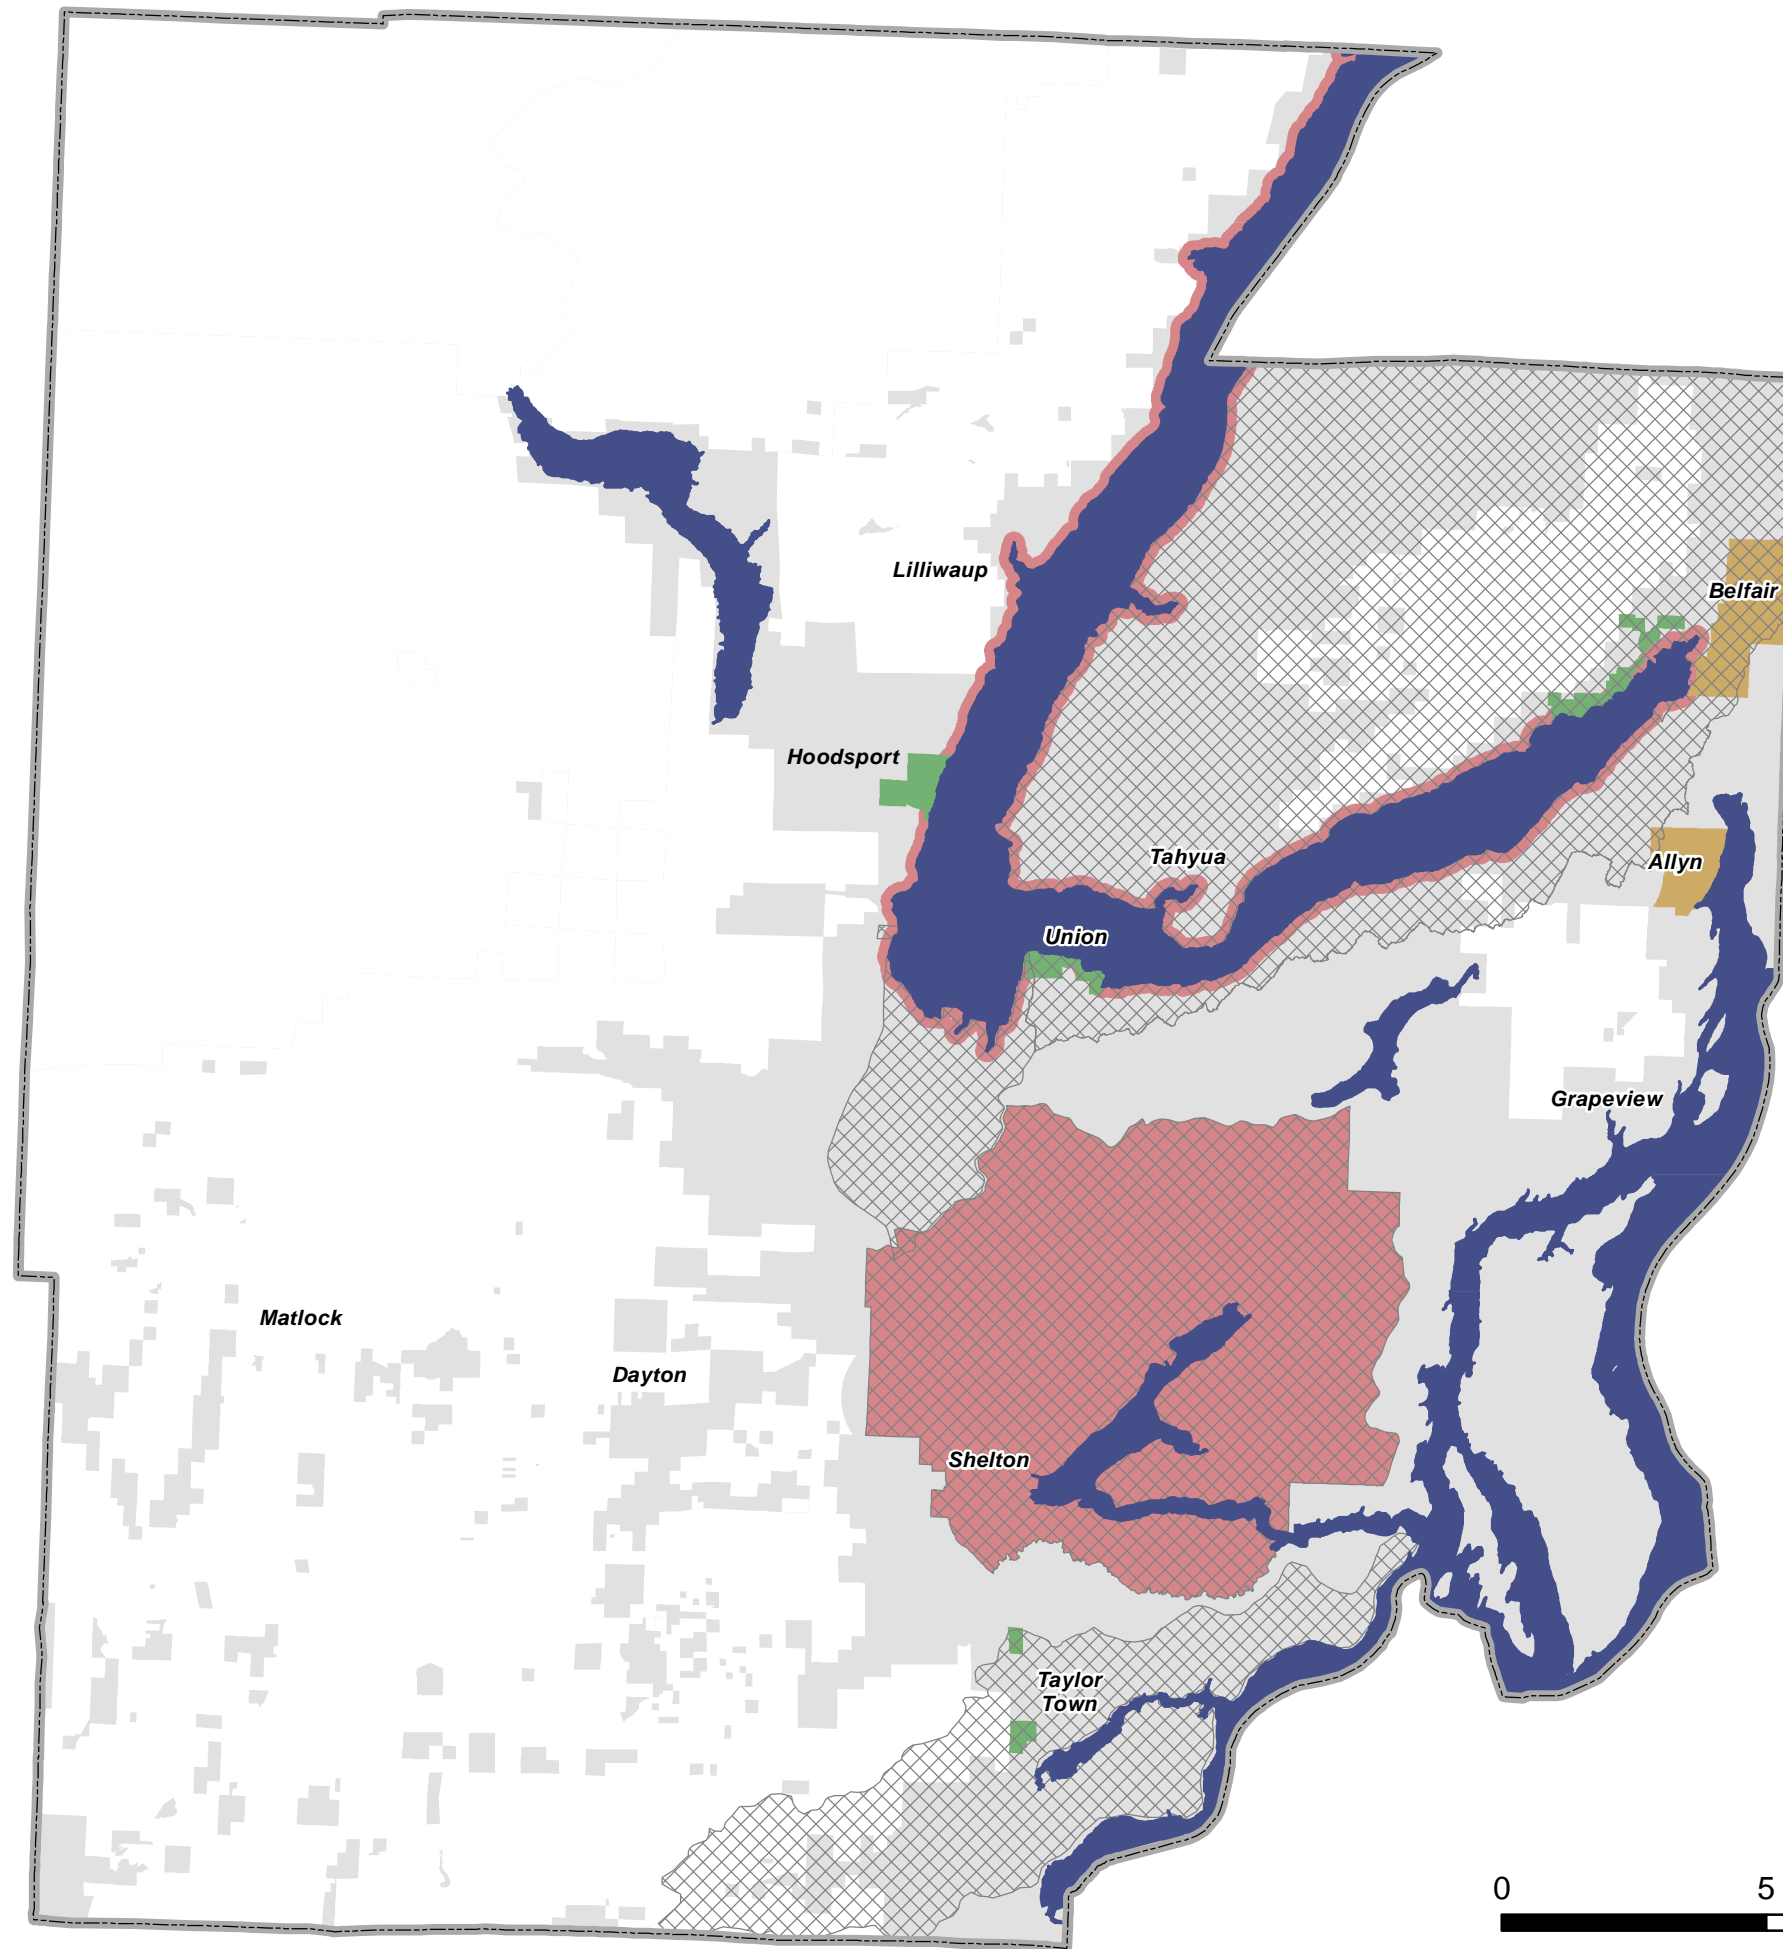 Lilliwaup
Belfair
Hoodsport
Tahyua
Allyn
Union
Grapeview
Matlock
Dayton
Shelton
Taylor
Town
0 5